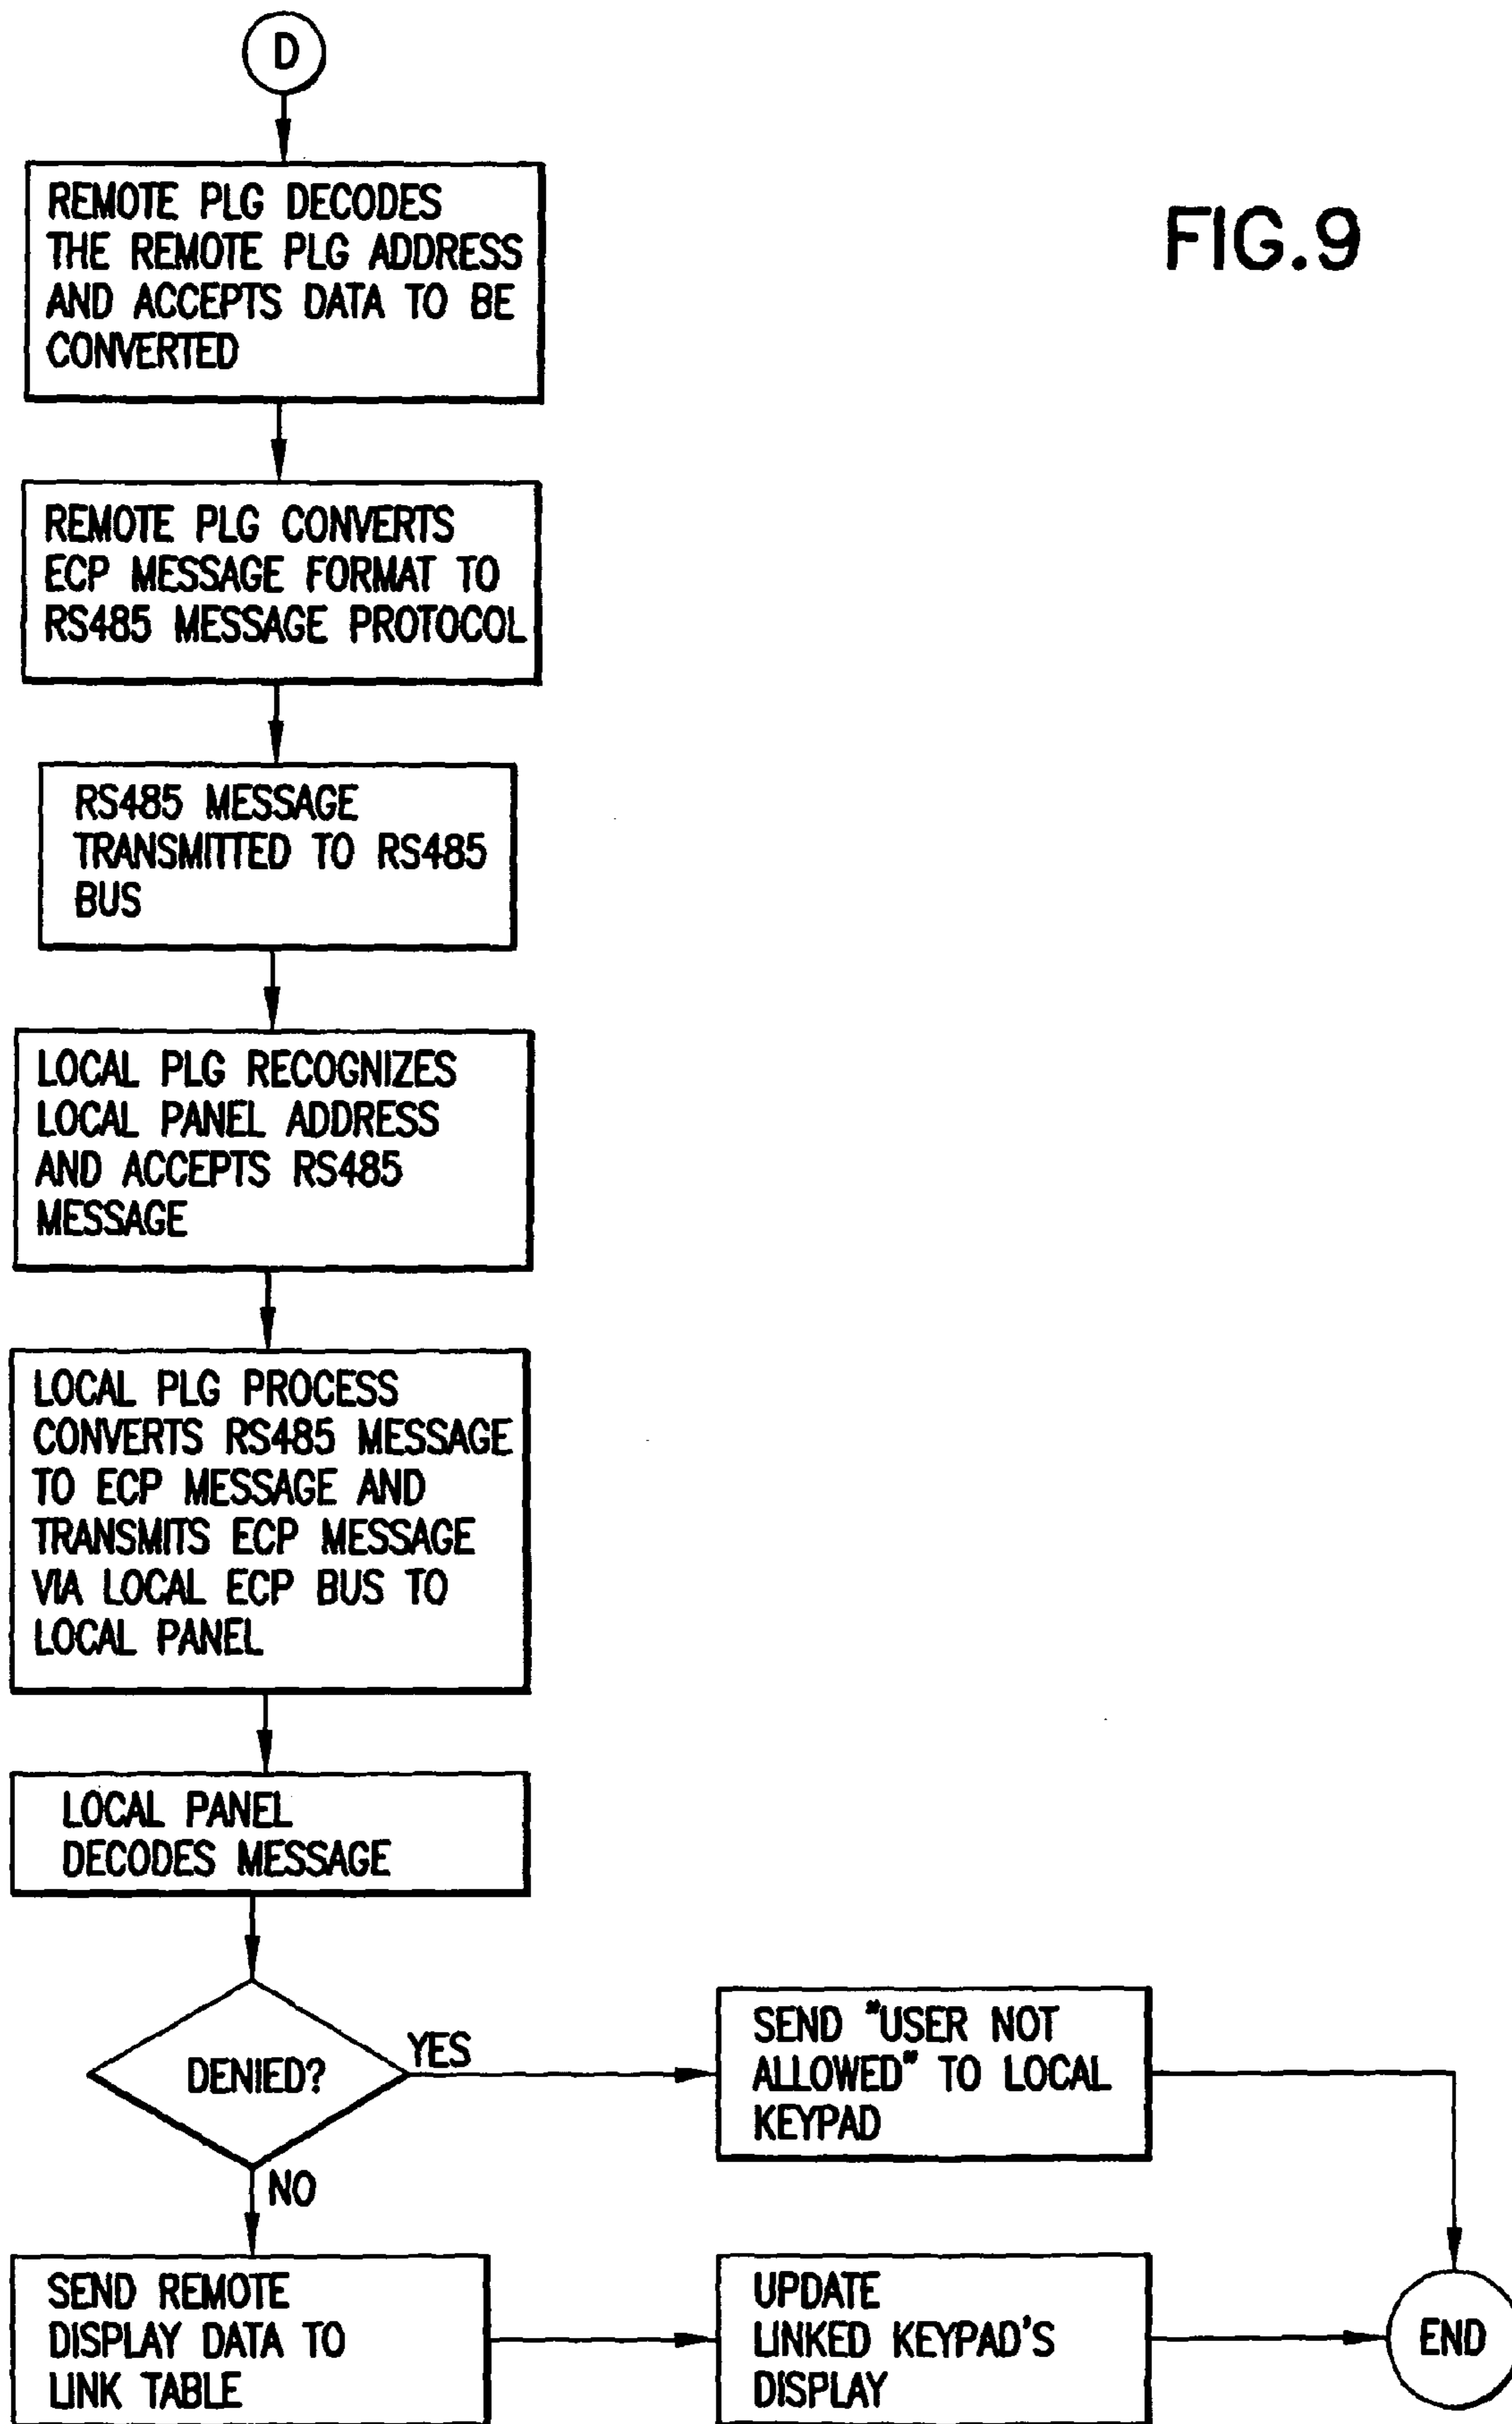 D
FIG.9
REMOTE PLG DECODES
THE REMOTE PLG ADDRESS
AND ACCEPTS DATA TO BE
CONVERTED
REMOTE PLG CONVERTS
ECP MESSAGE FORMAT TO
RS485 MESSAGE PROTOCOL
RS485 MESSAGE
TRANSMITTED TO RS485
BUS
LOCAL PLG RECOGNIZES
LOCAL PANEL ADDRESS
AND ACCEPTS RS485
MESSAGE
LOCAL PLG PROCESS
CONVERTS RS485 MESSAGE
TO ECP MESSAGE AND
TRANSMITS ECP MESSAGE
VIA LOCAL ECP BUS TO
LOCAL PANEL
LOCAL PANEL
DECODES MESSAGE
DENIED?
YES
SEND "USER NOT
ALLOWED" TO LOCAL
KEYPAD
NO
SEND REMOTE
DISPLAY DATA TO
LINK TABLE
UPDATE
LINKED KEYPAD'S
DISPLAY
END